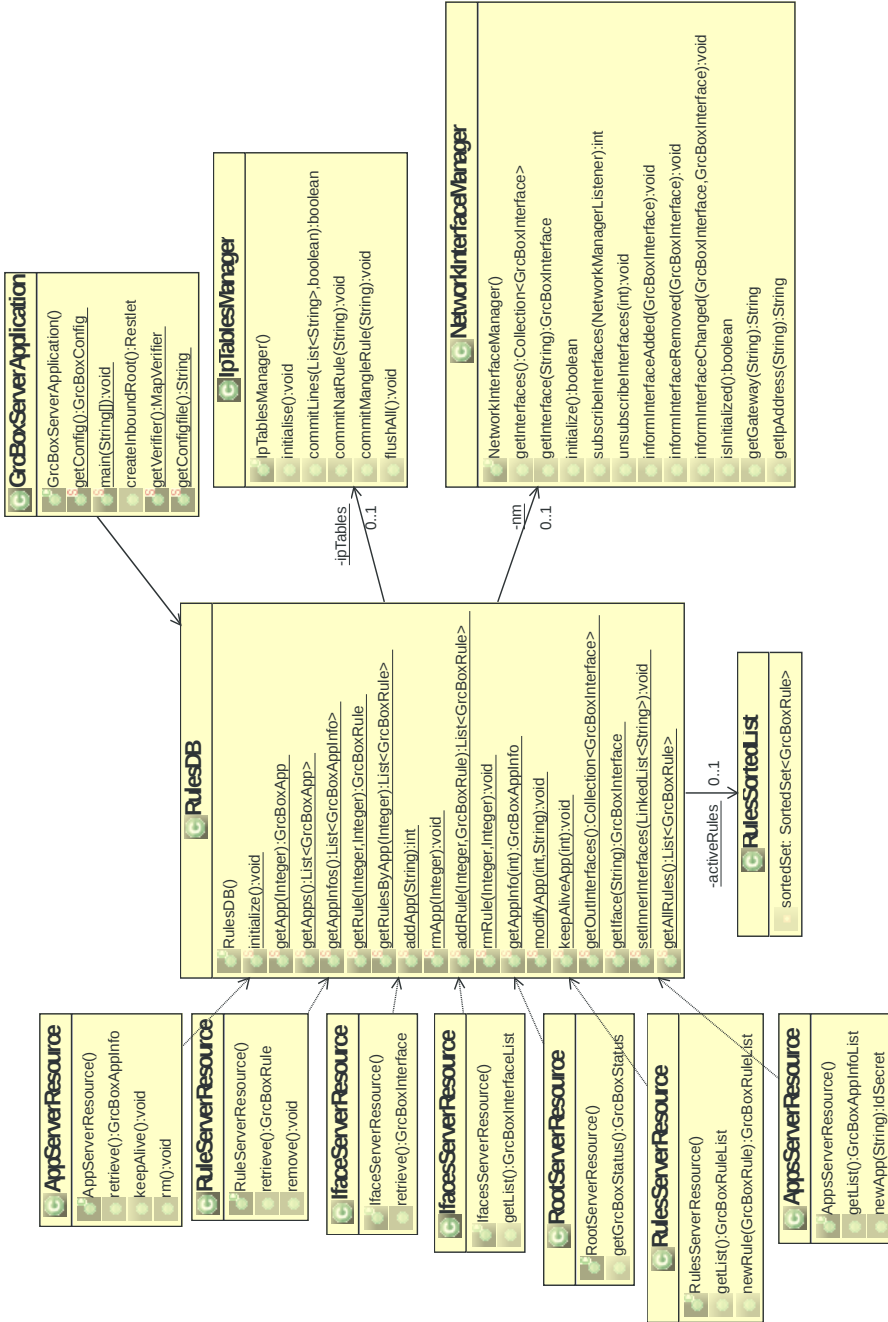 GrcBoxServerApplication
GrcBoxServerApplication()
getConfig():GrcBoxConfig
main(String[]):void
createInboundRoot():Restlet
getVerifier():MapVerifier
getConfigfile():String
IpTablesManager
IpTablesManager()
initialise():void
commitLines(List<String>,boolean):boolean
commitNatRule(String):void
commitMangleRule(String):void
flushAll():void
NetworkInterfaceManager
NetworkInterfaceManager()
getInterfaces():Collection<GrcBoxInterface>
getInterface(String):GrcBoxInterface
initialize():boolean
subscribeInterfaces(NetworkManagerListener):int
unsubscribeInterfaces(int):void
informInterfaceAdded(GrcBoxInterface):void
informInterfaceRemoved(GrcBoxInterface):void
informInterfaceChanged(GrcBoxInterface,GrcBoxInterface):void
isInitialized():boolean
getGateway(String):String
getIpAddress(String):String
-ipTables
0..1
-nm
0..1
RulesDB
RulesDB()
initialize():void
getApp(Integer):GrcBoxApp
getApps():List<GrcBoxApp>
getAppInfos():List<GrcBoxAppInfo>
getRule(Integer,Integer):GrcBoxRule
getRulesByApp(Integer):List<GrcBoxRule>
addApp(String):int
rmApp(Integer):void
addRule(Integer,GrcBoxRule):List<GrcBoxRule>
rmRule(Integer,Integer):void
getAppInfo(int):GrcBoxAppInfo
modifyApp(int,String):void
keepAliveApp(int):void
getOutInterfaces():Collection<GrcBoxInterface>
getIface(String):GrcBoxInterface
setInnerInterfaces(LinkedList<String>):void
getAllRules():List<GrcBoxRule>
-activeRules
0..1
RulesSortedList
sortedSet: SortedSet<GrcBoxRule>
AppServerResource
AppServerResource()
retrieve():GrcBoxAppInfo
keepAlive():void
rm():void
RuleServerResource
RuleServerResource()
retrieve():GrcBoxRule
remove():void
IfaceServerResource
IfaceServerResource()
retrieve():GrcBoxInterface
IfacesServerResource
IfacesServerResource()
getList():GrcBoxInterfaceList
RootServerResource
RootServerResource()
getGrcBoxStatus():GrcBoxStatus
RulesServerResource
RulesServerResource()
getList():GrcBoxRuleList
newRule(GrcBoxRule):GrcBoxRuleList
AppsServerResource
AppsServerResource()
getList():GrcBoxAppInfoList
newApp(String):IdSecret